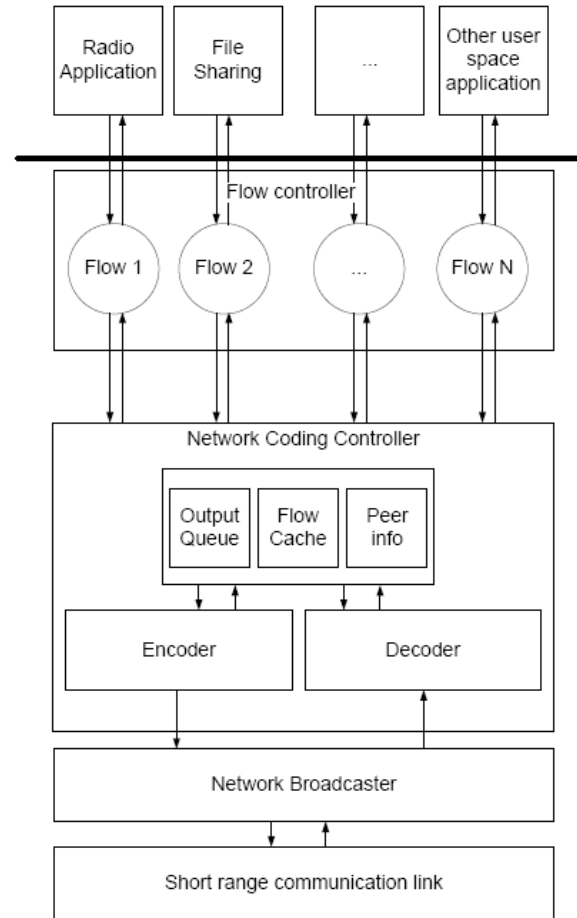 Radio
Application
File
Sharing
...
Other user
space
application
Flow controller
Flow 1
Flow 2
...
Flow N
Network Coding Controller
Output
Queue
Flow
Cache
Peer
info
Encoder
Decoder
Network Broadcaster
Short range communication link